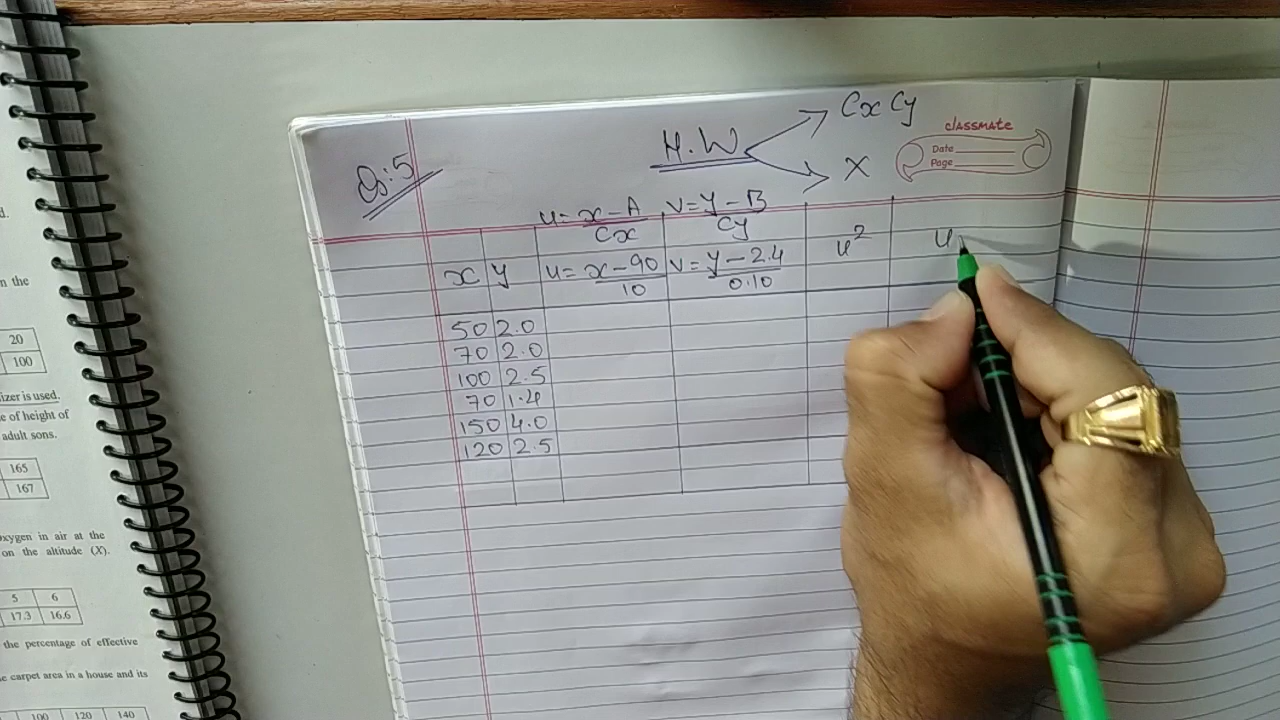 d.
n the
20
100
izer is used.
e of height of
adult sons.
165
167
oxygen in air at the
on the altitude (X).
5 6
17.3 16.6
the percentage of effective
e carpet area in a house and its
100 120 140
Q:5
H.W
Cx Cy
X
classmate
Date
Page
u = x - A / Cx
v = y - B / Cy
x y u = x - 90 / 10 v = y - 2.4 / 0.10 u² u
50 2.0
70 2.0
100 2.5
70 1.4
150 4.0
120 2.5